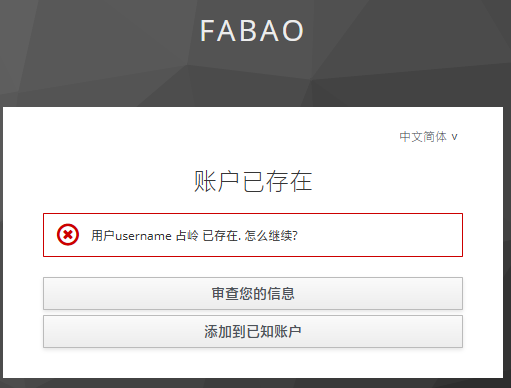 FABAO
中文简体 v
账户已存在
用户username 占岭 已存在. 怎么继续?
审查您的信息
添加到已知账户